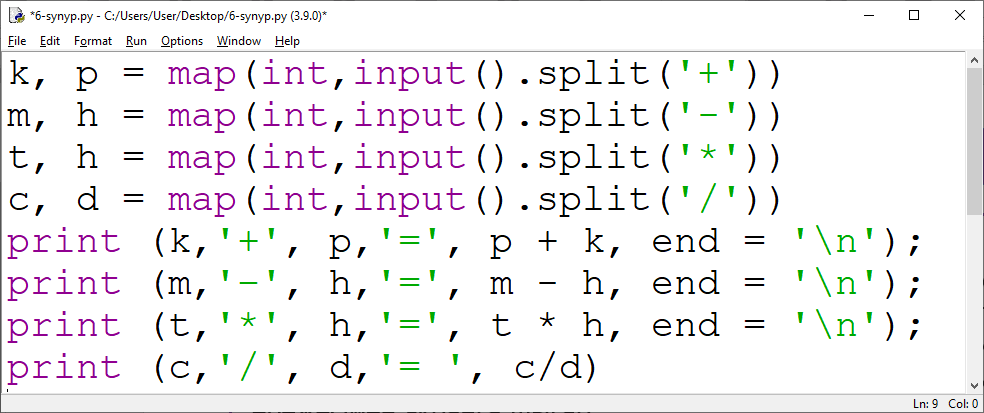 *6-synyp.py - C:/Users/User/Desktop/6-synyp.py (3.9.0)*
File Edit Format Run Options Window Help
k, p = map(int,input().split('+'))
m, h = map(int,input().split('-'))
t, h = map(int,input().split('*'))
c, d = map(int,input().split('/'))
print (k,'+', p,'=', p + k, end = '\n');
print (m,'-', h,'=', m - h, end = '\n');
print (t,'*', h,'=', t * h, end = '\n');
print (c,'/', d,'= ', c/d)
Ln: 9 Col: 0